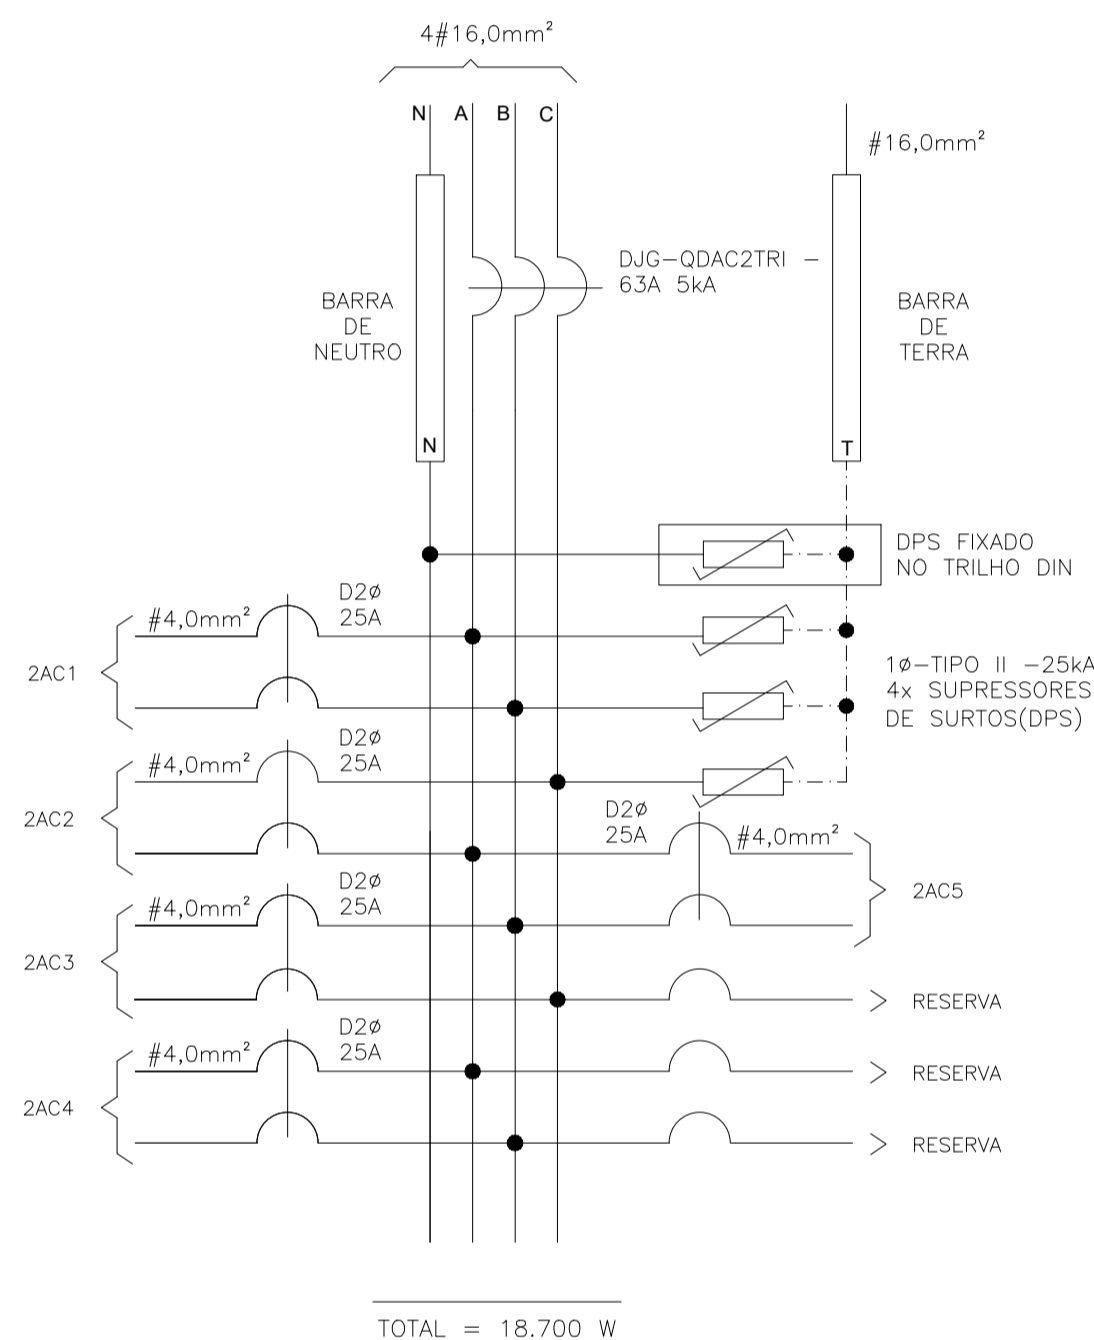 4#16,0mm²
N A B C
#16,0mm²
DJG-QDAC2TRI -
63A 5kA
BARRA
DE
NEUTRO
BARRA
DE
TERRA
N
T
DPS FIXADO
NO TRILHO DIN
D2ø
25A
#4,0mm²
2AC1
1ø-TIPO II -25kA
4x SUPRESSORES
DE SURTOS(DPS)
D2ø
25A
#4,0mm²
2AC2
D2ø
25A
#4,0mm²
2AC5
D2ø
25A
#4,0mm²
2AC3
RESERVA
D2ø
25A
#4,0mm²
2AC4
RESERVA
RESERVA
TOTAL = 18.700 W